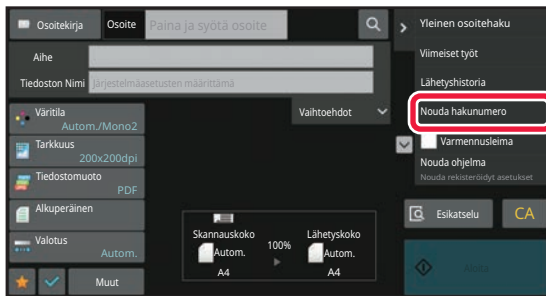 Osoitekirja
Osoite
Paina ja syötä osoite
Aihe
Tiedoston Nimi
Järjestelmäasetusten määrittämä
Väritila
Autom./Mono2
Tarkkuus
200x200dpi
Tiedostomuoto
PDF
Alkuperäinen
Valotus
Autom.
Muut
Vaihtoehdot
Skannauskoko
Autom.
A4
100%
Lähetyskoko
Autom.
A4
Yleinen osoitehaku
Viimeiset työt
Lähetyshistoria
Nouda hakunumero
Varmennusleima
Nouda ohjelma
Nouda rekisteröidyt asetukset
Esikatselu
CA
Aloita